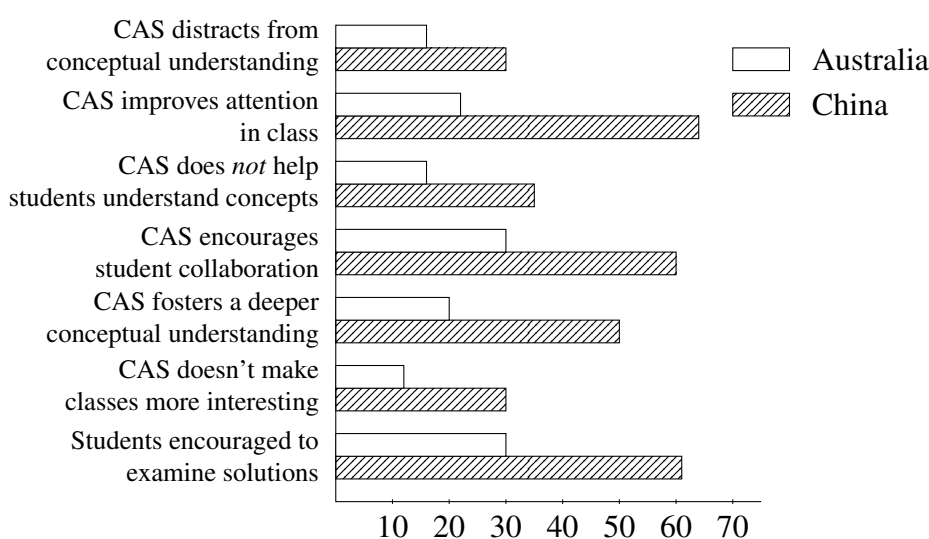 CAS distracts from
conceptual understanding
CAS improves attention
in class
CAS does not help
students understand concepts
CAS encourages
student collaboration
CAS fosters a deeper
conceptual understanding
CAS doesn’t make
classes more interesting
Students encouraged to
examine solutions
10 20 30 40 50 60 70
Australia
China